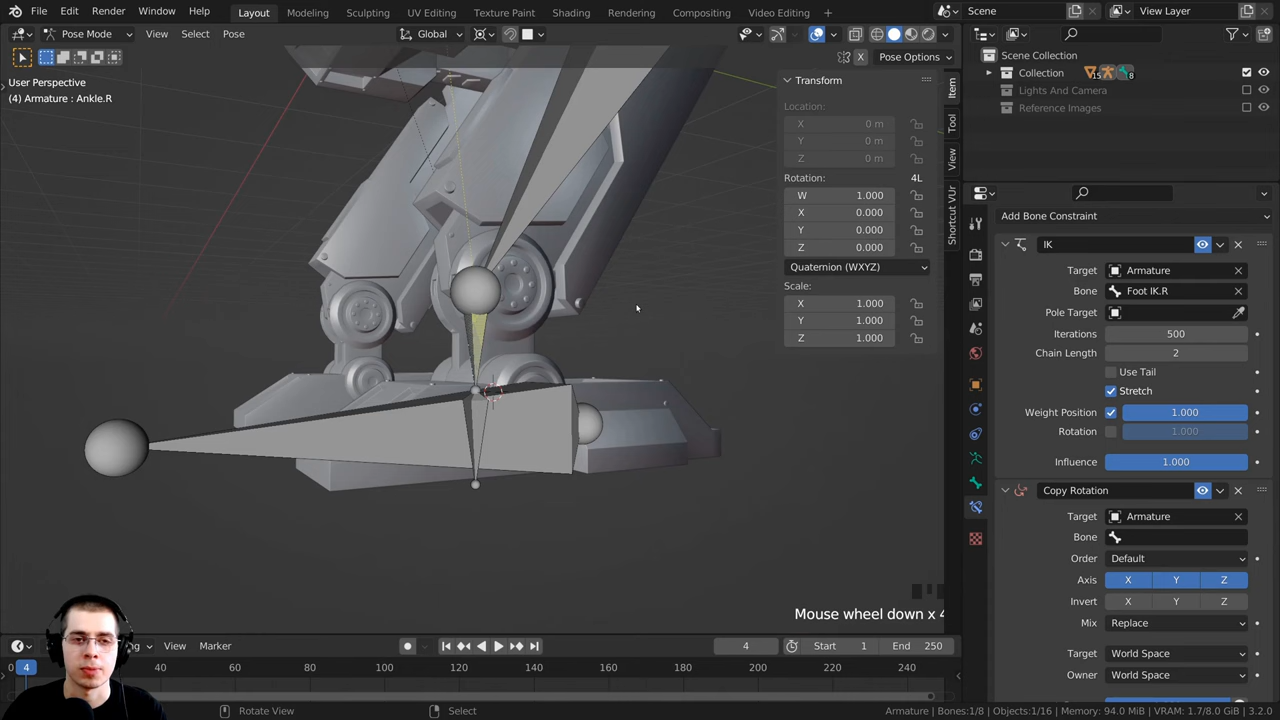 File Edit Render Window Help Layout Modeling Sculpting UV Editing Texture Paint Shading Rendering Compositing Video Editing + Scene View Layer
Pose Mode View Select Pose Global
X Pose Options
User Perspective
(4) Armature : Ankle.R
Transform
Location:
X 0 m
Y 0 m
Z 0 m
Rotation: 4L
W 1.000
X 0.000
Y 0.000
Z 0.000
Quaternion (WXYZ)
Scale:
X 1.000
Y 1.000
Z 1.000
Item
Tool
View
Shortcut VUr
Scene Collection
Collection 15 8
Lights And Camera
Reference Images
Add Bone Constraint
IK
Target Armature
Bone Foot IK.R
Pole Target
Iterations 500
Chain Length 2
Use Tail
Stretch
Weight Position 1.000
Rotation 1.000
Influence 1.000
Copy Rotation
Target Armature
Bone
Order Default
Axis X Y Z
Invert X Y Z
Mix Replace
Target World Space
Owner World Space
Mouse wheel down x 4
View Marker 4 Start 1 End 250
0 4 40 60 80 100 120 140 160 180 200 220 240
Rotate View Select Armature | Bones:1/8 | Objects:1/16 | Memory: 94.0 MiB | VRAM: 1.7/8.0 GiB | 3.2.0